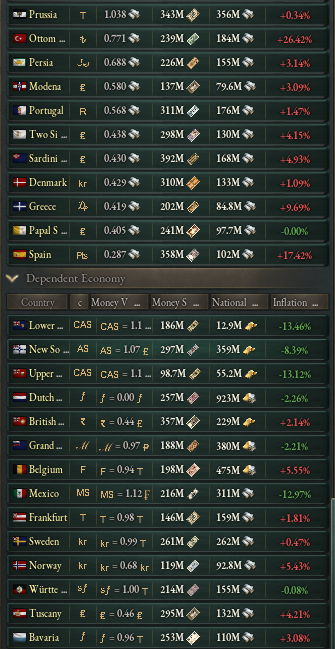 Prussia T 1.038 343M 356M +0.34%
Ottom ... 0.771 239M 184M +26.42%
Persia 0.688 226M 155M +3.14%
Modena £ 0.580 137M 79.6M +3.09%
Portugal R 0.568 311M 176M +1.47%
Two Si ... £ 0.438 298M 130M +4.15%
Sardini ... £ 0.430 392M 168M +4.93%
Denmark kr 0.429 310M 133M +1.09%
Greece 0.419 202M 84.8M +9.69%
Papal S ... £ 0.405 241M 97.7M -0.00%
Spain Pts 0.287 358M 102M +17.42%
Dependent Economy
Country c Money V ... Money S ... National ... Inflation ...
Lower ... CAS CAS = 1.1 ... 186M 12.9M -13.46%
New So ... AS AS = 1.07 £ 297M 359M -8.39%
Upper ... CAS CAS = 1.1 ... 98.7M 55.2M -13.12%
Dutch ... ƒ ƒ = 0.00 ƒ 257M 923M -2.26%
British ... ₹ ₹ = 0.44 £ 357M 229M +2.14%
Grand ... ℳ ℳ = 0.97 ₽ 188M 380M -2.21%
Belgium F F = 0.94 T 198M 475M +5.55%
Mexico MS MS = 1.12 F 216M 311M -12.97%
Frankfurt T T = 0.98 T 146M 159M +1.81%
Sweden kr kr = 0.99 T 261M 262M +0.47%
Norway kr kr = 0.68 kr 119M 92.8M +5.43%
Württe ... sf sf = 1.00 T 214M 155M -0.08%
Tuscany £ £ = 0.46 £ 295M 132M +4.21%
Bavaria ƒ ƒ = 0.96 T 253M 110M +3.08%